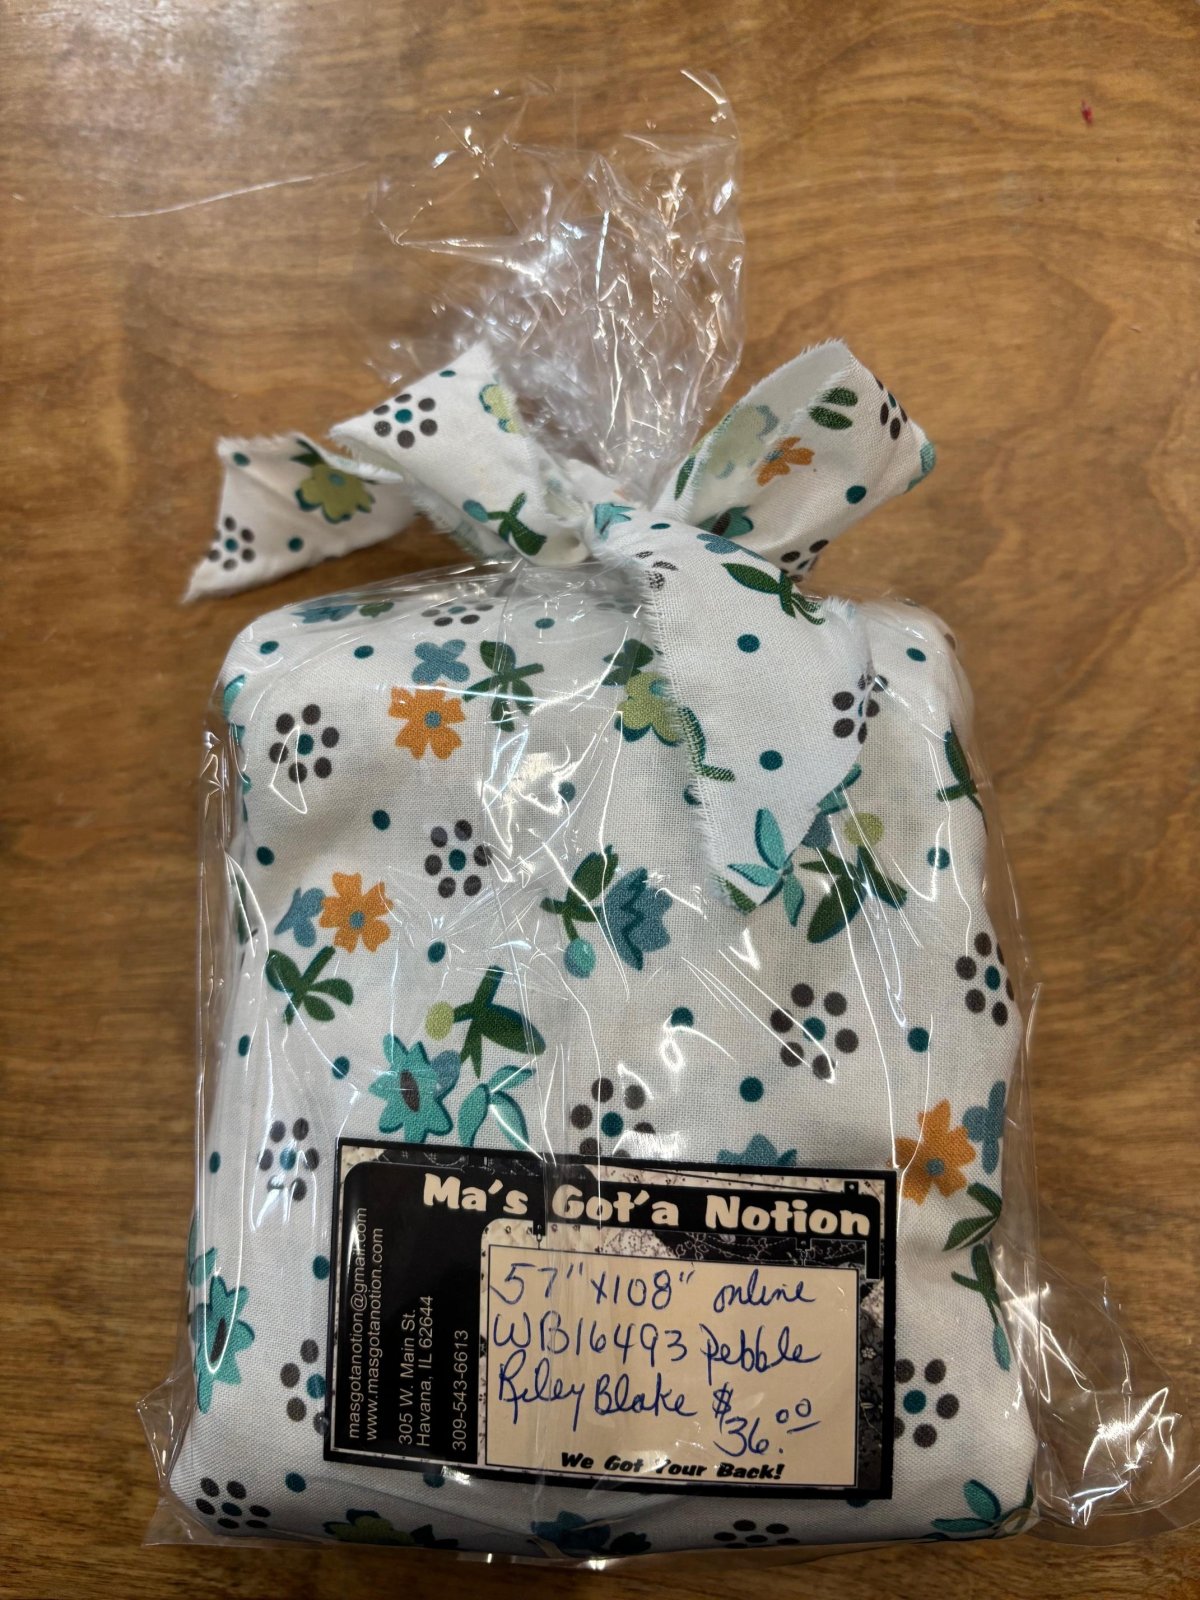 Ma's Got'a Notion
masgotanotion@gmail.com
www.masgotanotion.com
305 W. Main St.
Havana, IL 62644
309-543-6613
57" x 108" online
WB16493 Pebble
Riley Blake $
36.00
We Got Your Back!